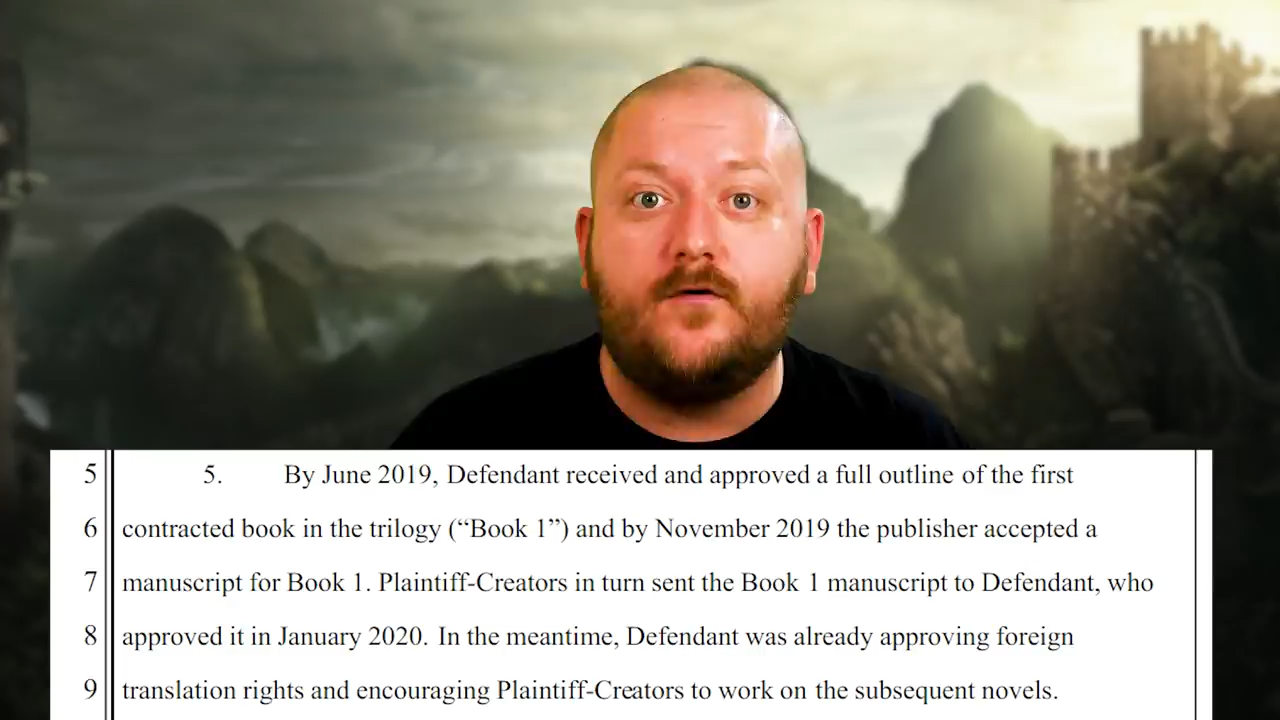 5 5. By June 2019, Defendant received and approved a full outline of the first
6 contracted book in the trilogy (“Book 1”) and by November 2019 the publisher accepted a
7 manuscript for Book 1. Plaintiff-Creators in turn sent the Book 1 manuscript to Defendant, who
8 approved it in January 2020. In the meantime, Defendant was already approving foreign
9 translation rights and encouraging Plaintiff-Creators to work on the subsequent novels.